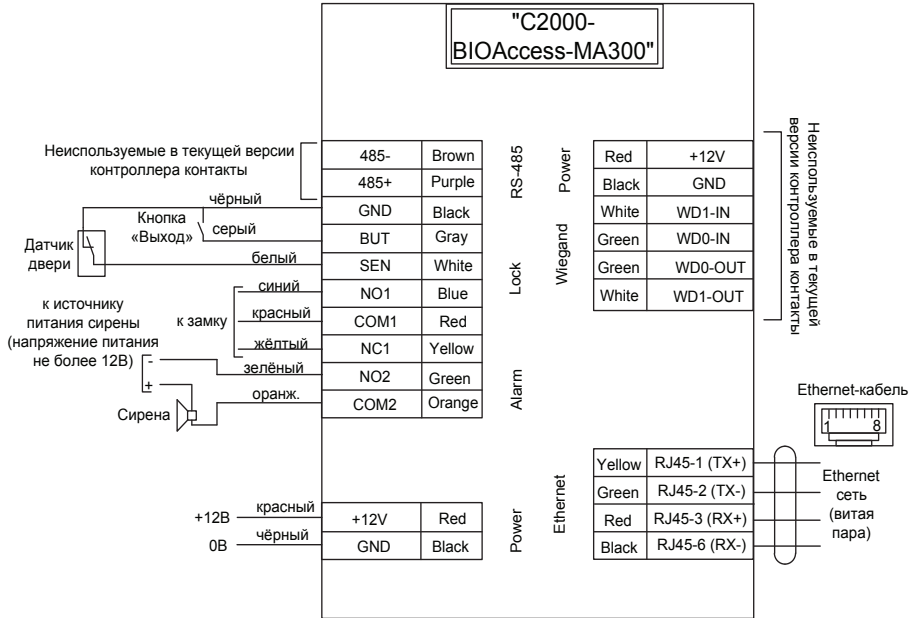 "C2000-
BIOAccess-MA300"
Неиспользуемые в текущей версии
контроллера контакты
485-
Brown
485+
Purple
RS-485
чёрный
GND
Black
Кнопка
«Выход»
серый
BUT
Gray
Датчик
двери
белый
SEN
White
Lock
синий
NO1
Blue
к замку
красный
COM1
Red
жёлтый
NC1
Yellow
к источнику
питания сирены
(напряжение питания
не более 12В)
-
+
зелёный
NO2
Green
оранж.
COM2
Orange
Alarm
Сирена
+12В
красный
+12V
Red
0В
чёрный
GND
Black
Power
Power
Red
+12V
Black
GND
Wiegand
White
WD1-IN
Green
WD0-IN
Green
WD0-OUT
White
WD1-OUT
Неиспользуемые в текущей
версии контроллера контакты
Ethernet-кабель
1
8
Ethernet
Yellow
RJ45-1 (TX+)
Green
RJ45-2 (TX-)
Red
RJ45-3 (RX+)
Black
RJ45-6 (RX-)
Ethernet
сеть
(витая
пара)